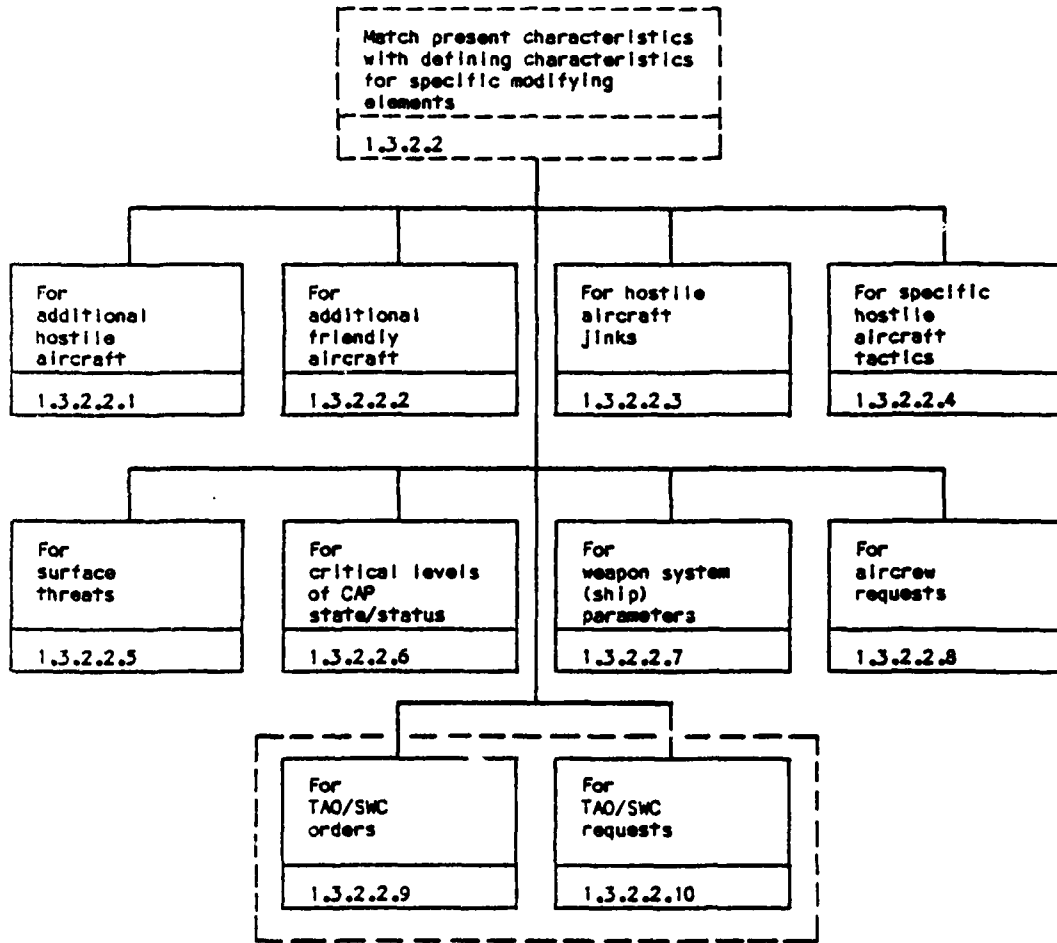 Match present characteristics
with defining characteristics
for specific modifying
elements
1.3.2.2
For
additional
hostile
aircraft
1.3.2.2.1
For
additional
friendly
aircraft
1.3.2.2.2
For hostile
aircraft
jinks
1.3.2.2.3
For specific
hostile
aircraft
tactics
1.3.2.2.4
For
surface
threats
1.3.2.2.5
For
critical levels
of CAP
state/status
1.3.2.2.6
For
weapon system
(ship)
parameters
1.3.2.2.7
For
aircrew
requests
1.3.2.2.8
For
TAO/SWC
orders
1.3.2.2.9
For
TAO/SWC
requests
1.3.2.2.10